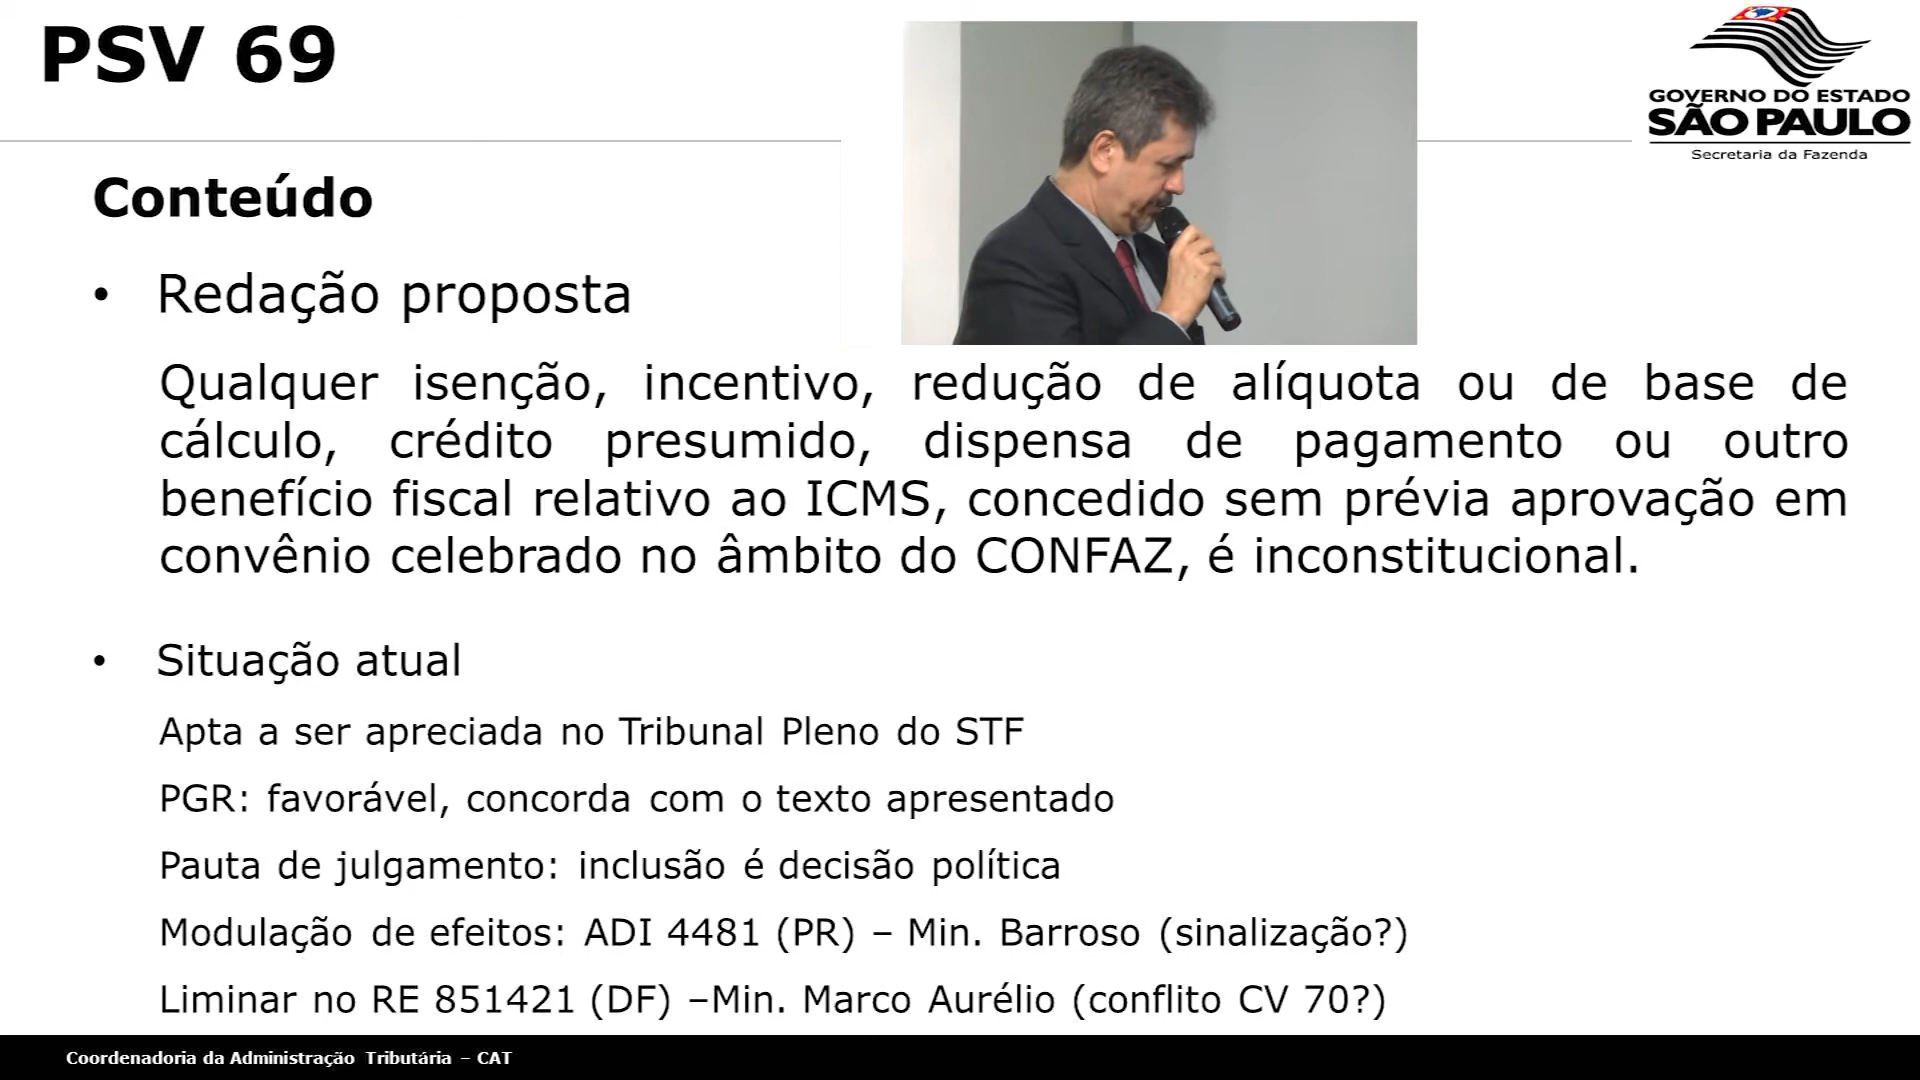 PSV 69
GOVERNO DO ESTADO
SÃO PAULO
Secretaria da Fazenda
Conteúdo
• Redação proposta
Qualquer isenção, incentivo, redução de alíquota ou de base de
cálculo, crédito presumido, dispensa de pagamento ou outro
benefício fiscal relativo ao ICMS, concedido sem prévia aprovação em
convênio celebrado no âmbito do CONFAZ, é inconstitucional.
• Situação atual
Apta a ser apreciada no Tribunal Pleno do STF
PGR: favorável, concorda com o texto apresentado
Pauta de julgamento: inclusão é decisão política
Modulação de efeitos: ADI 4481 (PR) – Min. Barroso (sinalização?)
Liminar no RE 851421 (DF) –Min. Marco Aurélio (conflito CV 70?)
Coordenadoria da Administração Tributária – CAT